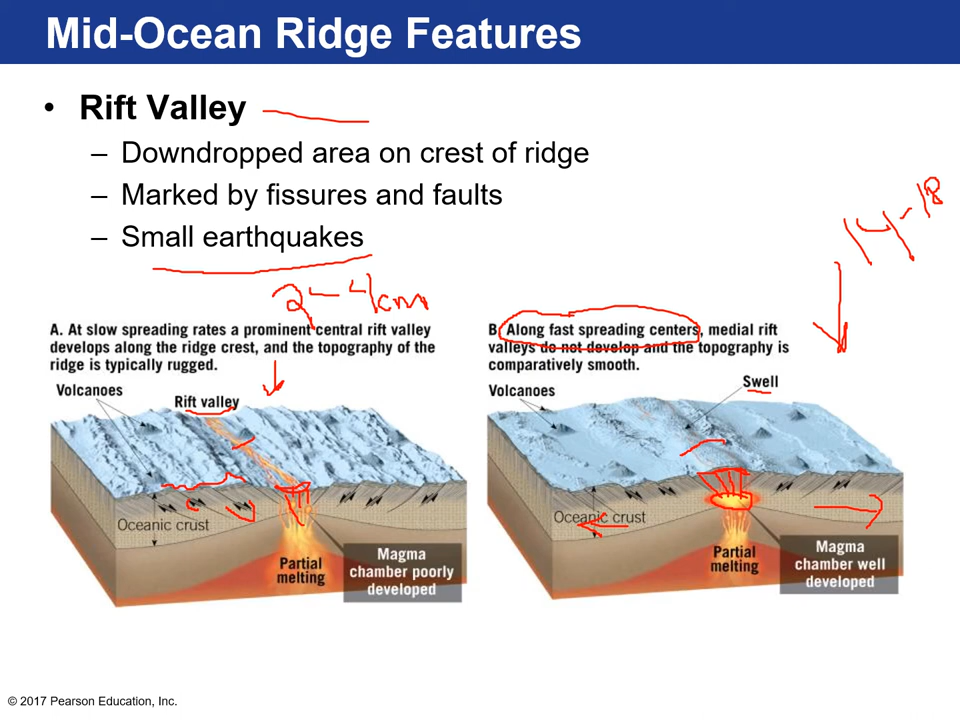 Mid-Ocean Ridge Features
• Rift Valley
– Downdropped area on crest of ridge
– Marked by fissures and faults
– Small earthquakes
14-18
2-4cm
A. At slow spreading rates a prominent central rift valley
develops along the ridge crest, and the topography of the
ridge is typically rugged.
Volcanoes
Rift valley
Oceanic crust
Partial
melting
Magma
chamber poorly
developed
B. Along fast spreading centers, medial rift
valleys do not develop and the topography is
comparatively smooth.
Volcanoes
Swell
Oceanic crust
Partial
melting
Magma
chamber well
developed
© 2017 Pearson Education, Inc.